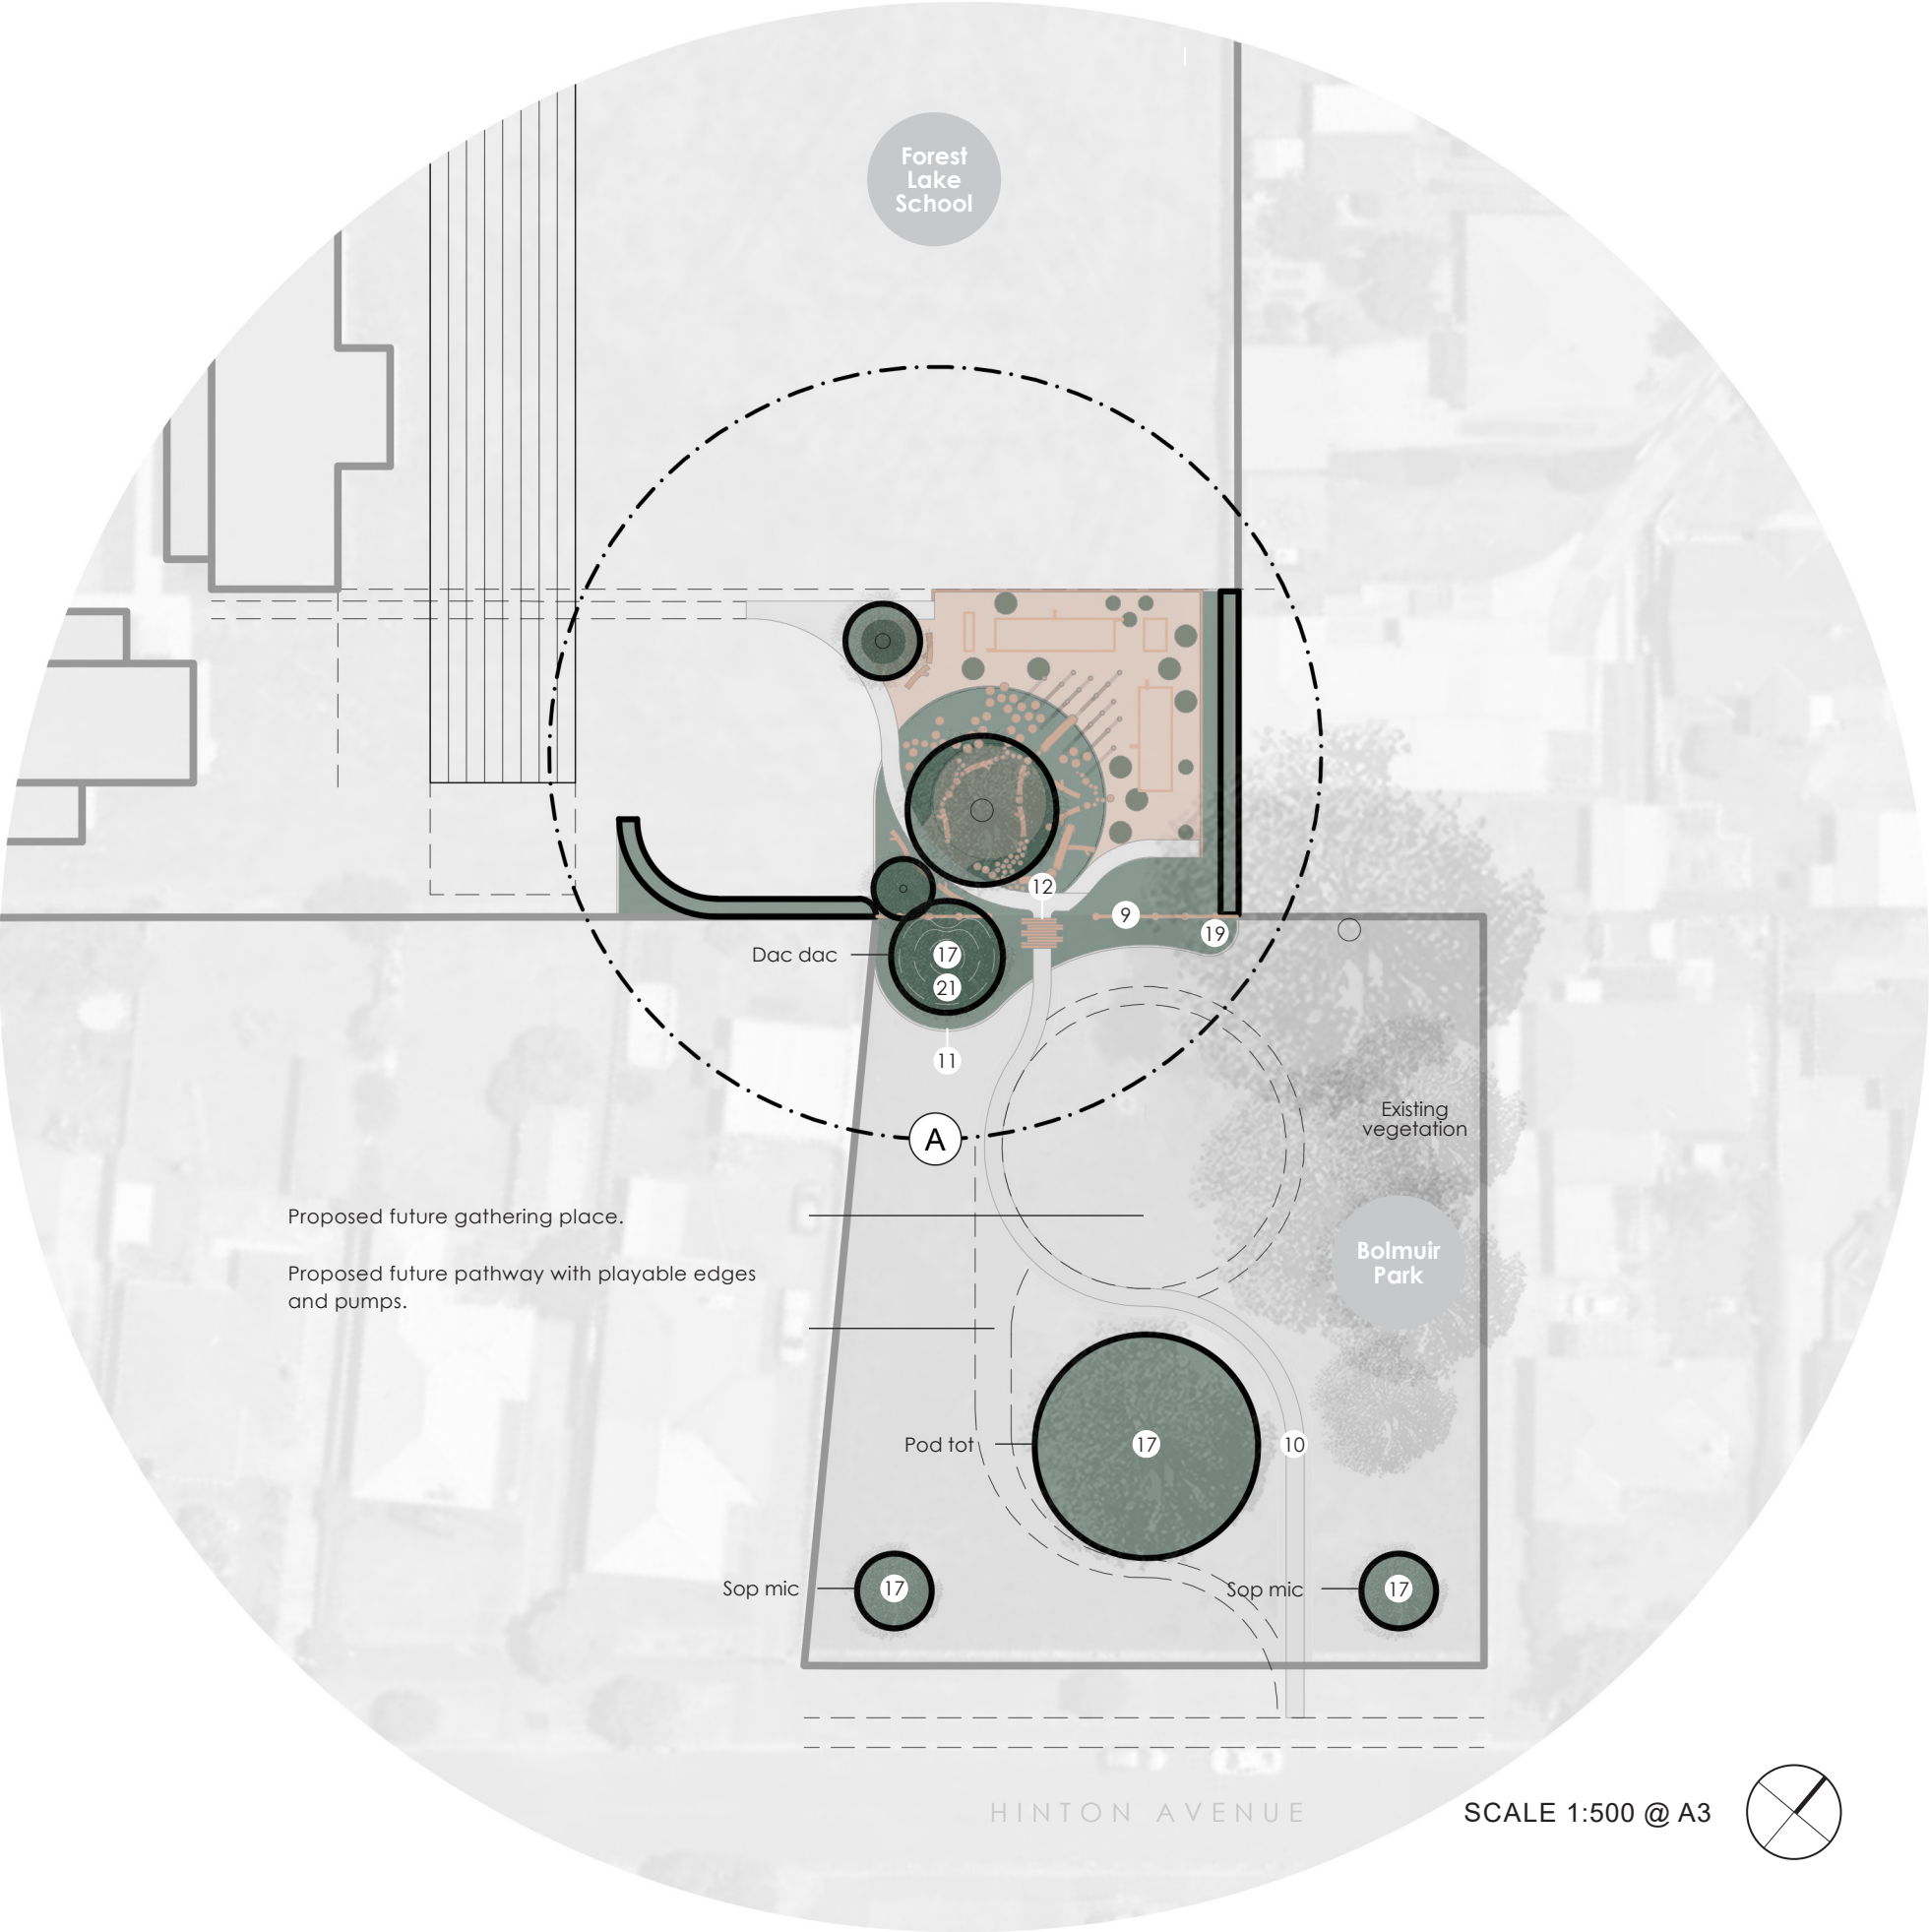 Forest
Lake
School
12
9
19
Dac dac
17
21
11
A
Existing
vegetation
Proposed future gathering place.
Bolmuir
Park
Proposed future pathway with playable edges
and pumps.
Pod tot
17
10
Sop mic
17
Sop mic
17
HINTON AVENUE
SCALE 1:500 @ A3